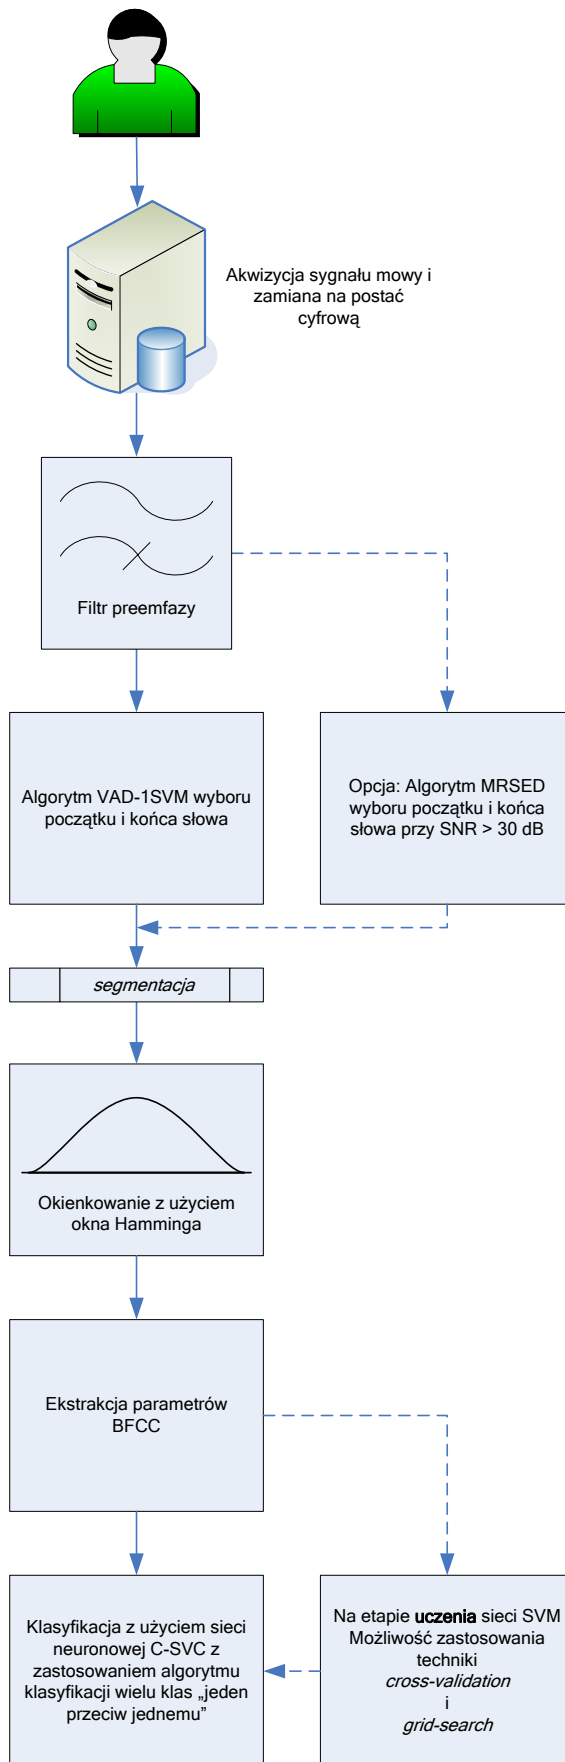 Akwizycja sygnału mowy i
zamiana na postać
cyfrową
Filtr preemfazy
Algorytm VAD-1SVM wyboru
początku i końca słowa
Opcja: Algorytm MRSED
wyboru początku i końca
słowa przy SNR > 30 dB
segmentacja
Okienkowanie z użyciem
okna Hamminga
Ekstrakcja parametrów
BFCC
Klasyfikacja z użyciem sieci
neuronowej C-SVC z
zastosowaniem algorytmu
klasyfikacji wielu klas „jeden
przeciw jednemu”
Na etapie uczenia sieci SVM
Możliwość zastosowania
techniki
cross-validation
i
grid-search